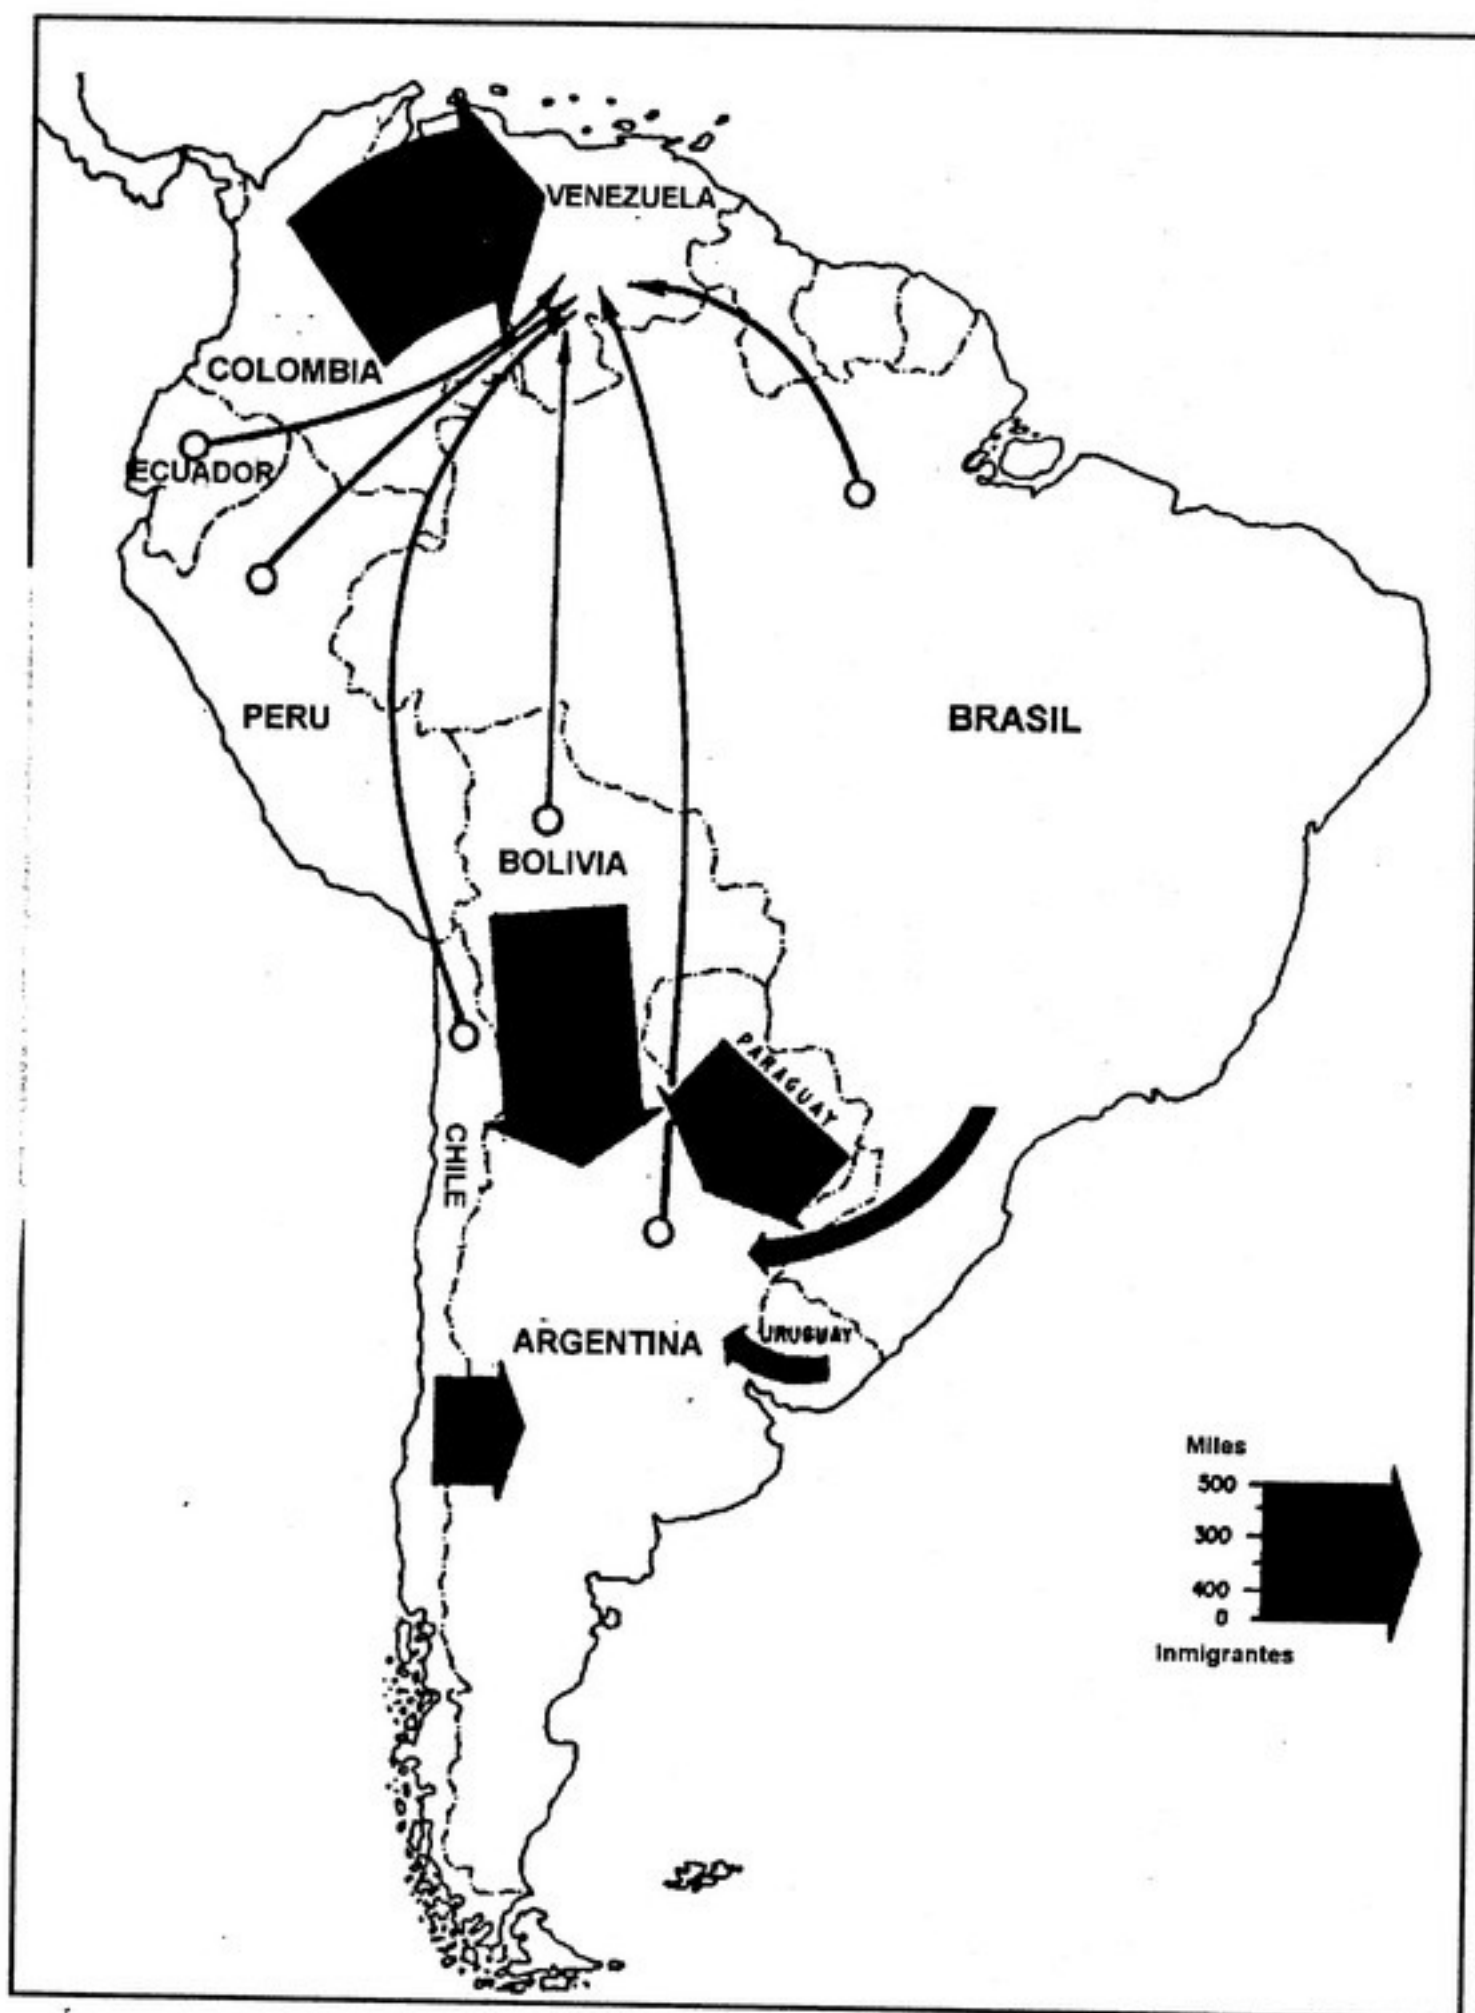 VENEZUELA
COLOMBIA
ECUADOR
PERU
BRASIL
BOLIVIA
PARAGUAY
CHILE
ARGENTINA
URUGUAY
Miles
500
300
400
0
Inmigrantes